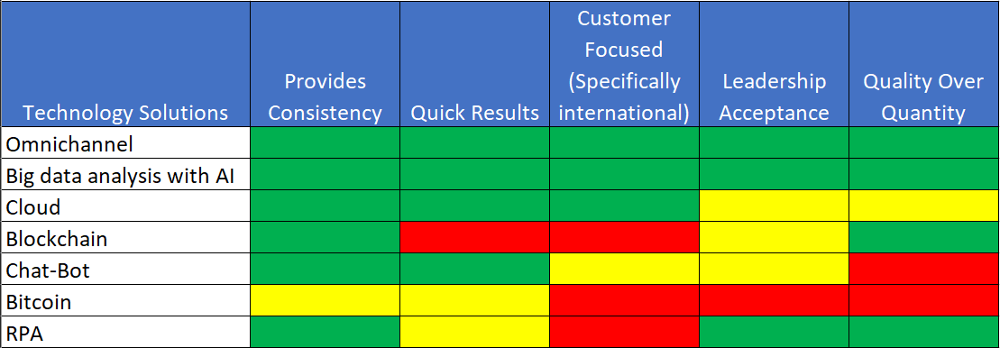 Technology Solutions
Provides
Consistency
Quick Results
Customer
Focused
(Specifically
international)
Leadership
Acceptance
Quality Over
Quantity
Omnichannel
Big data analysis with AI
Cloud
Blockchain
Chat-Bot
Bitcoin
RPA